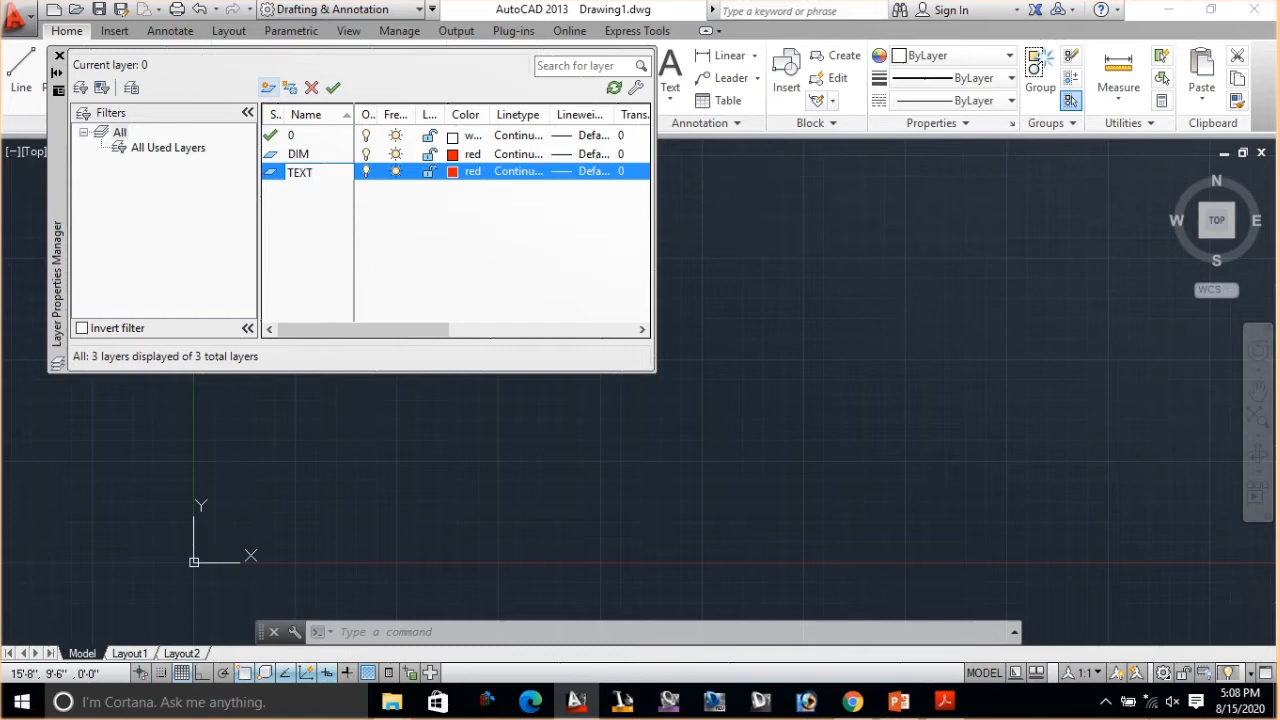 Drafting & Annotation
AutoCAD 2013 Drawing1.dwg
Type a keyword or phrase
Sign In
Home Insert Annotate Layout Parametric View Manage Output Plug-ins Online Express Tools
Line
Current layer: 0
Search for layer
Filters
All
All Used Layers
Invert filter
All: 3 layers displayed of 3 total layers
Layer Properties Manager
S.. Name O.. Fre... L... Color Linetype Linewei... Trans.
0 w... Continu... Defa... 0
DIM red Continu... Defa... 0
TEXT red Continu... Defa... 0
Text
Linear
Leader
Table
Annotation
Insert
Create
Edit
Block
ByLayer
ByLayer
ByLayer
Properties
Group
Groups
Measure
Utilities
Paste
Clipboard
[−][Top]
N
W TOP E
S
WCS
Y
X
Type a command
Model Layout1 Layout2
15'-8", 9'-6" , 0'-0"
MODEL
1:1
I'm Cortana. Ask me anything.
5:08 PM
8/15/2020